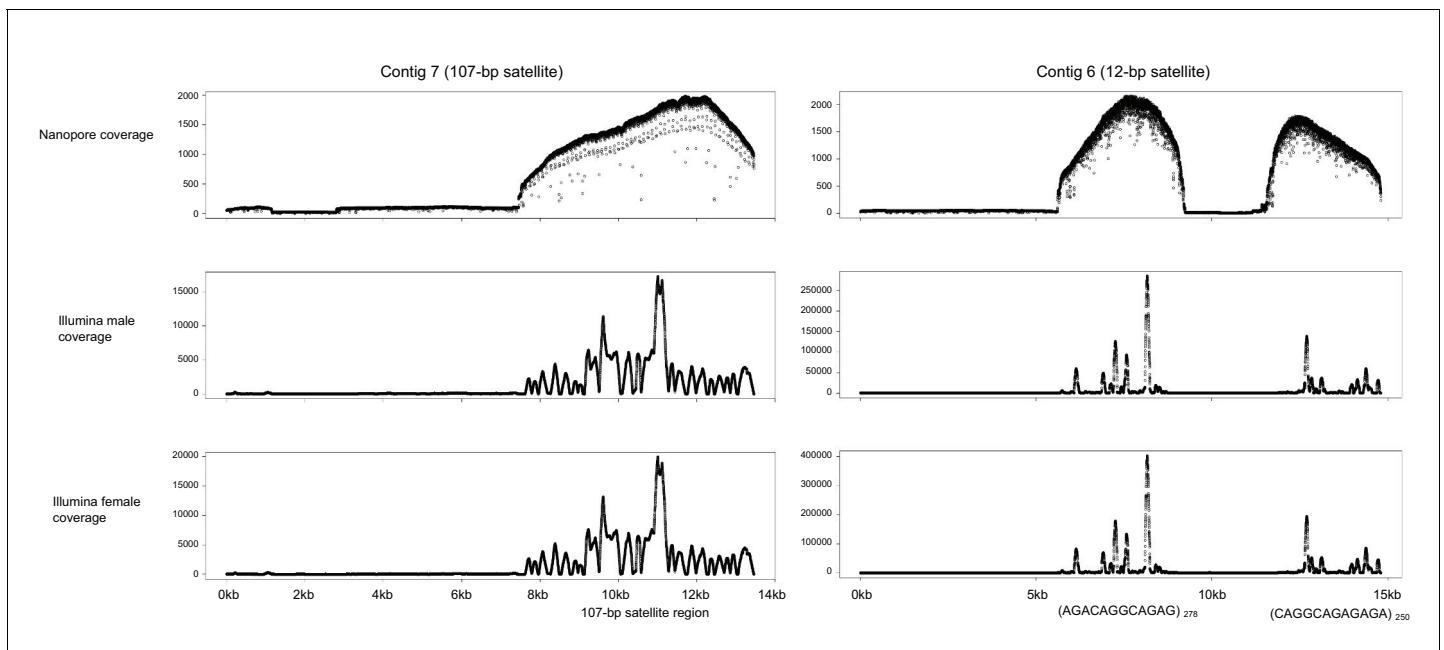 Contig 7 (107-bp satellite)
Contig 6 (12-bp satellite)
Nanopore coverage
2000
1500
1000
500
0
2000
1500
1000
500
0
Illumina male
coverage
15000
10000
5000
0
250000
200000
150000
100000
50000
0
Illumina female
coverage
20000
15000
10000
5000
0
400000
300000
200000
100000
0
0kb 2kb 4kb 6kb 8kb 10kb 12kb 14kb
107-bp satellite region
0kb 5kb 10kb 15kb
(AGACAGGCAGAG) 278
(CAGGCAGAGAGA) 250